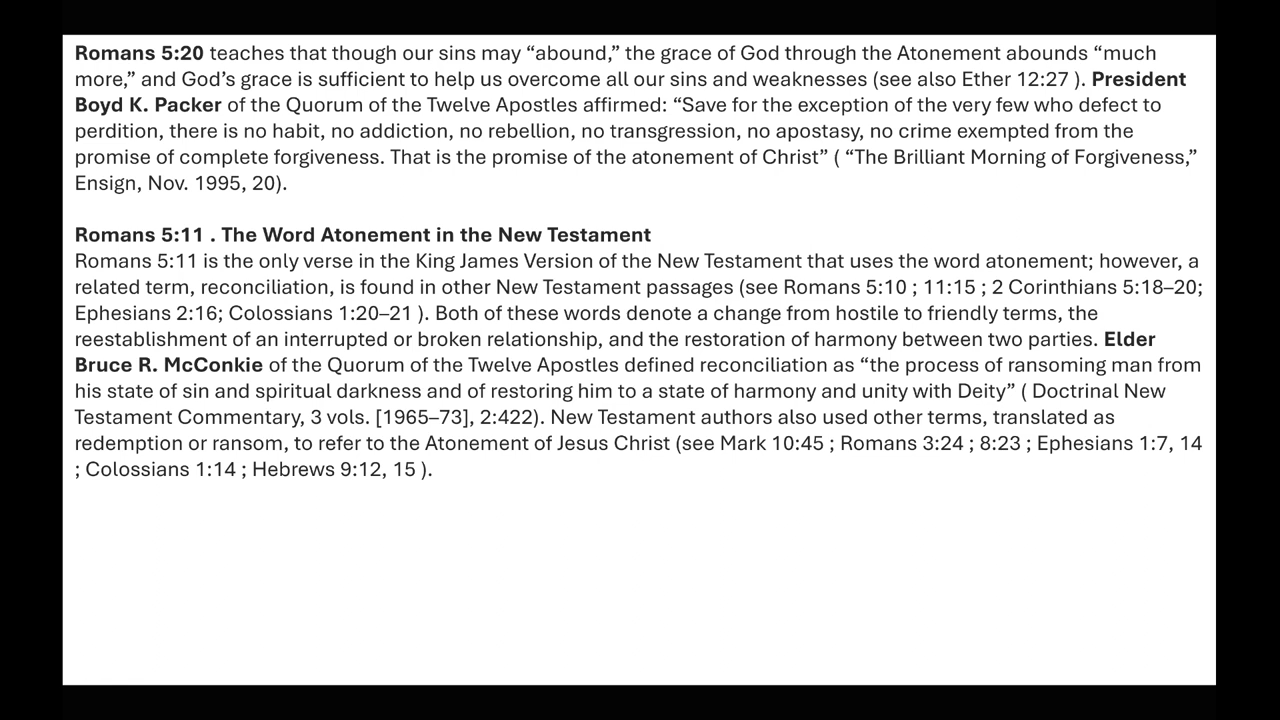 Romans 5:20 teaches that though our sins may “abound,” the grace of God through the Atonement abounds “much
more,” and God’s grace is sufficient to help us overcome all our sins and weaknesses (see also Ether 12:27 ). President
Boyd K. Packer of the Quorum of the Twelve Apostles affirmed: “Save for the exception of the very few who defect to
perdition, there is no habit, no addiction, no rebellion, no transgression, no apostasy, no crime exempted from the
promise of complete forgiveness. That is the promise of the atonement of Christ” ( “The Brilliant Morning of Forgiveness,”
Ensign, Nov. 1995, 20).
Romans 5:11 . The Word Atonement in the New Testament
Romans 5:11 is the only verse in the King James Version of the New Testament that uses the word atonement; however, a
related term, reconciliation, is found in other New Testament passages (see Romans 5:10 ; 11:15 ; 2 Corinthians 5:18–20;
Ephesians 2:16; Colossians 1:20–21 ). Both of these words denote a change from hostile to friendly terms, the
reestablishment of an interrupted or broken relationship, and the restoration of harmony between two parties. Elder
Bruce R. McConkie of the Quorum of the Twelve Apostles defined reconciliation as “the process of ransoming man from
his state of sin and spiritual darkness and of restoring him to a state of harmony and unity with Deity” ( Doctrinal New
Testament Commentary, 3 vols. [1965–73], 2:422). New Testament authors also used other terms, translated as
redemption or ransom, to refer to the Atonement of Jesus Christ (see Mark 10:45 ; Romans 3:24 ; 8:23 ; Ephesians 1:7, 14
; Colossians 1:14 ; Hebrews 9:12, 15 ).